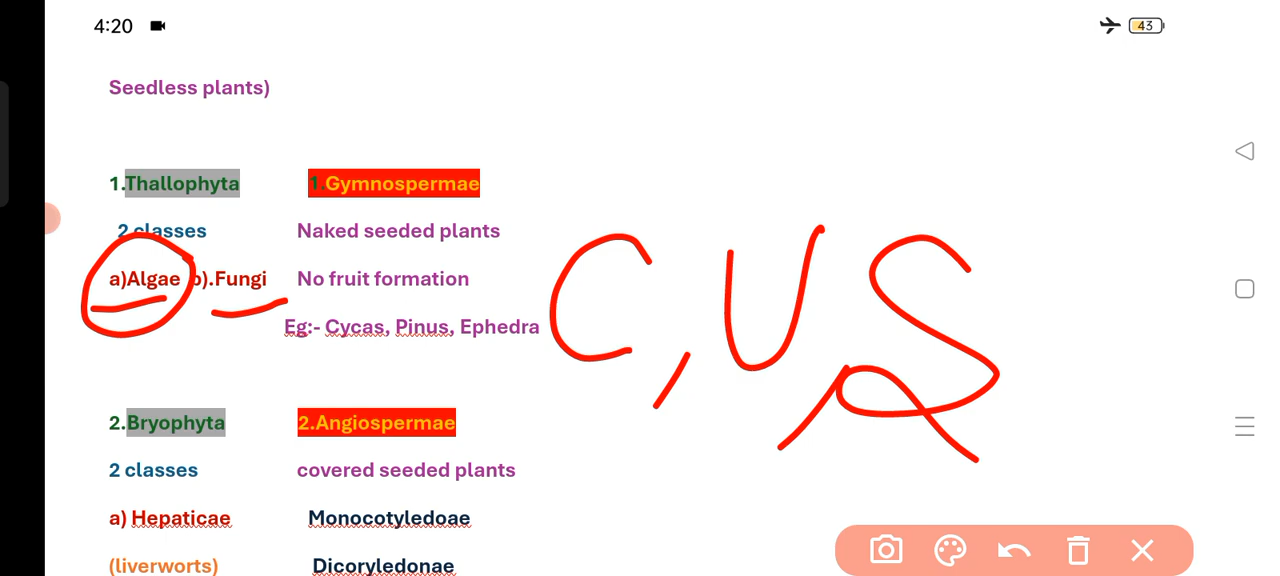 4:20
43
Seedless plants)
1.Thallophyta 1.Gymnospermae
2 classes Naked seeded plants
a)Algae b).Fungi No fruit formation
Eg:- Cycas, Pinus, Ephedra
C, US
2.Bryophyta 2.Angiospermae
2 classes covered seeded plants
a) Hepaticae Monocotyledoae
(liverworts) Dicoryledonae